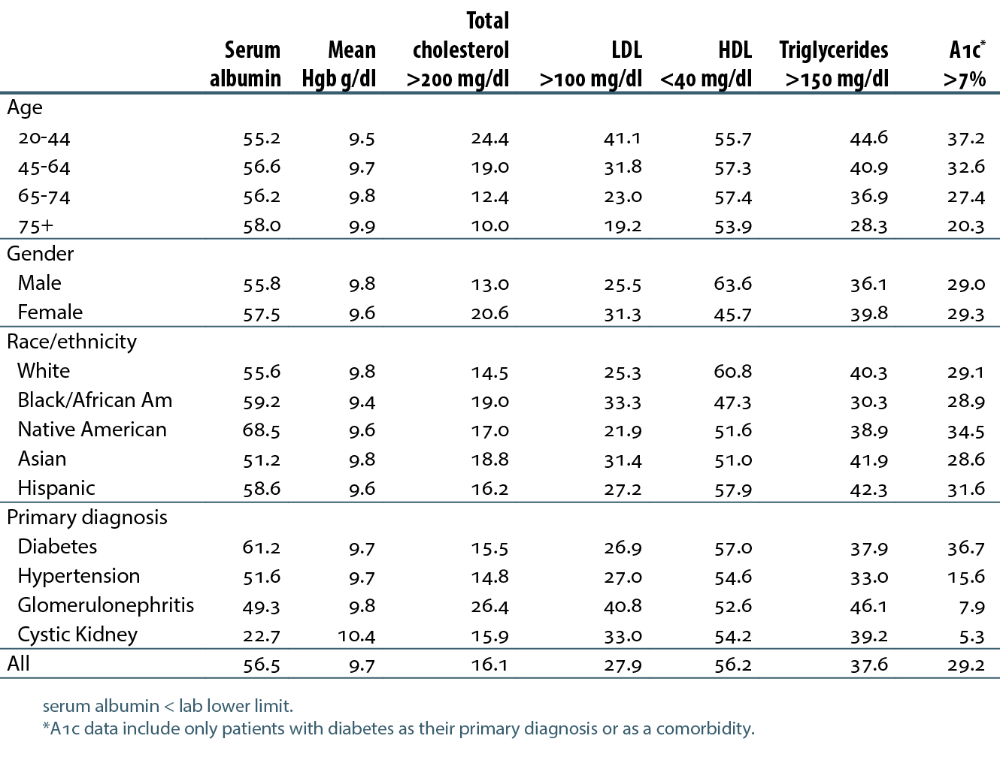 Serum albumin Mean Hgb g/dl Total cholesterol >200 mg/dl LDL >100 mg/dl HDL <40 mg/dl Triglycerides >150 mg/dl A1c* >7%
Age
20-44 55.2 9.5 24.4 41.1 55.7 44.6 37.2
45-64 56.6 9.7 19.0 31.8 57.3 40.9 32.6
65-74 56.2 9.8 12.4 23.0 57.4 36.9 27.4
75+ 58.0 9.9 10.0 19.2 53.9 28.3 20.3
Gender
Male 55.8 9.8 13.0 25.5 63.6 36.1 29.0
Female 57.5 9.6 20.6 31.3 45.7 39.8 29.3
Race/ethnicity
White 55.6 9.8 14.5 25.3 60.8 40.3 29.1
Black/African Am 59.2 9.4 19.0 33.3 47.3 30.3 28.9
Native American 68.5 9.6 17.0 21.9 51.6 38.9 34.5
Asian 51.2 9.8 18.8 31.4 51.0 41.9 28.6
Hispanic 58.6 9.6 16.2 27.2 57.9 42.3 31.6
Primary diagnosis
Diabetes 61.2 9.7 15.5 26.9 57.0 37.9 36.7
Hypertension 51.6 9.7 14.8 27.0 54.6 33.0 15.6
Glomerulonephritis 49.3 9.8 26.4 40.8 52.6 46.1 7.9
Cystic Kidney 22.7 10.4 15.9 33.0 54.2 39.2 5.3
All 56.5 9.7 16.1 27.9 56.2 37.6 29.2
serum albumin < lab lower limit.
*A1c data include only patients with diabetes as their primary diagnosis or as a comorbidity.